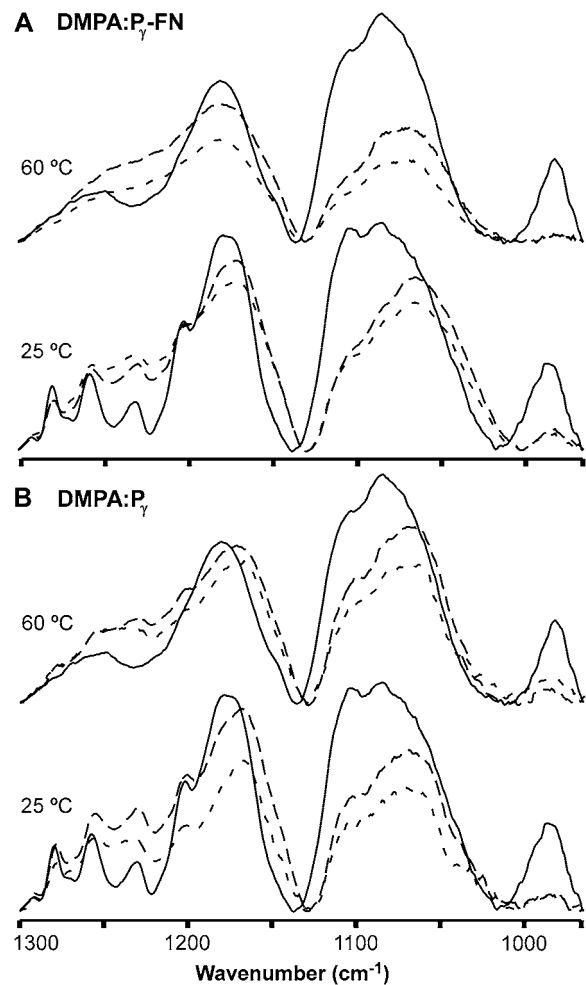 A DMPA:Pγ-FN
60 ºC
25 ºC
B DMPA:Pγ
60 ºC
25 ºC
1300 1200 1100 1000
Wavenumber (cm-1)